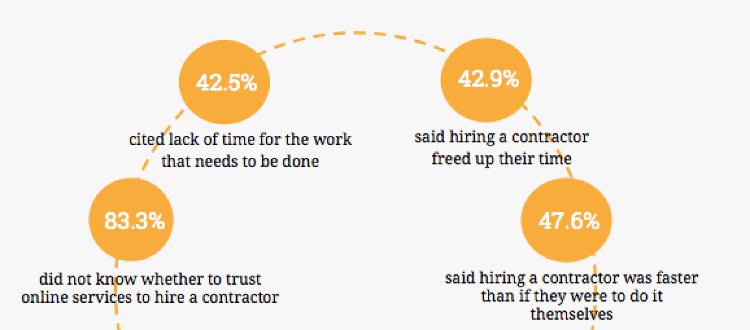 42.5%
cited lack of time for the work
that needs to be done
42.9%
said hiring a contractor
freed up their time
83.3%
did not know whether to trust
online services to hire a contractor
47.6%
said hiring a contractor was faster
than if they were to do it
themselves